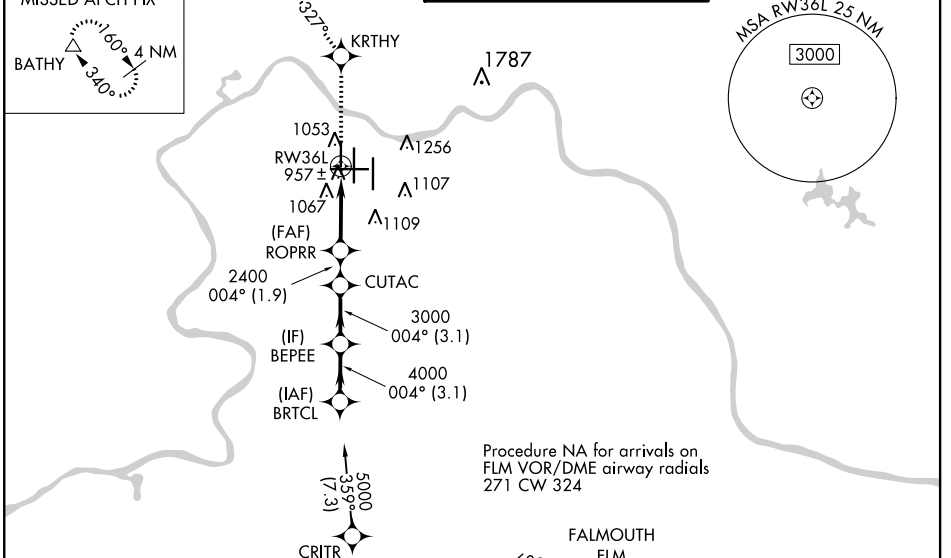 MISSED APCH FIX
BATHY
160°
4 NM
340°
327°
KRTHY
1787
MSA RW36L 25 NM
3000
1053
1256
RW36L
957 ±
1107
1067
1109
(FAF)
ROPRR
2400
004° (1.9)
CUTAC
3000
004° (3.1)
(IF)
BEPEE
4000
004° (3.1)
(IAF)
BRTCL
5000
359°
(7.3)
CRITR
Procedure NA for arrivals on
FLM VOR/DME airway radials
271 CW 324
FALMOUTH
FLM